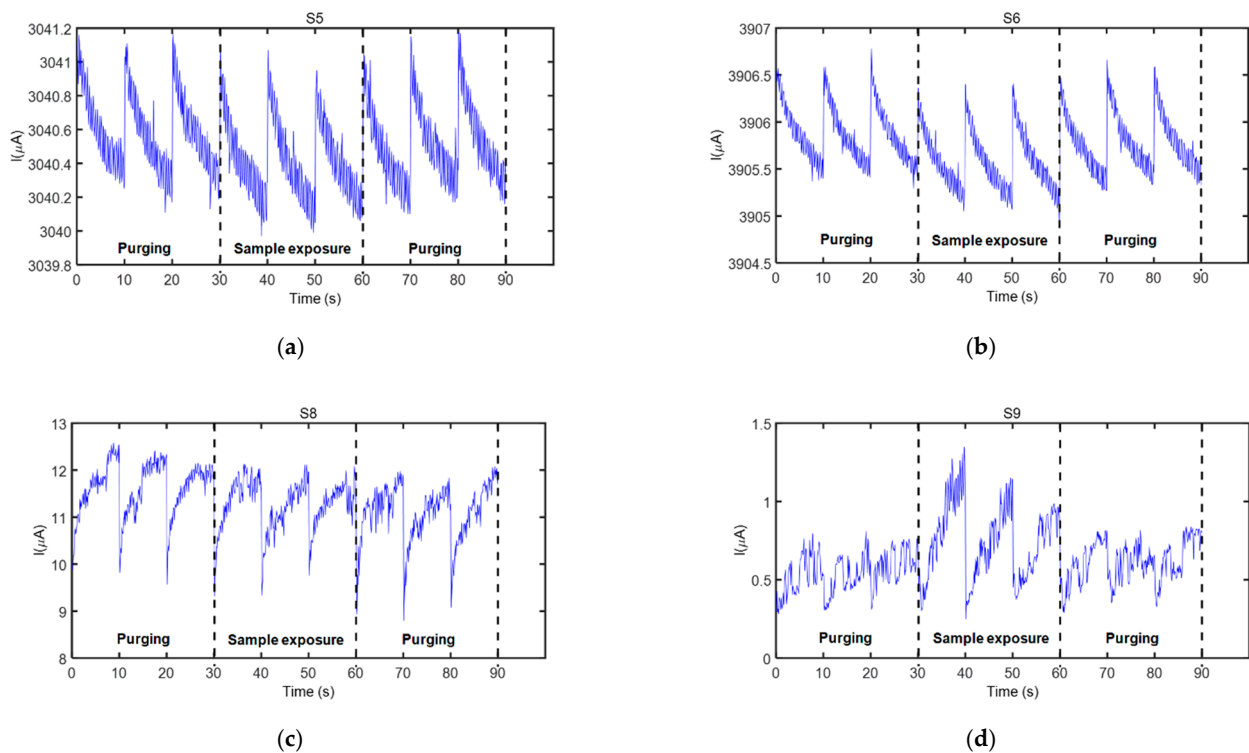 S5
3041.2
3041
3040.8
3040.6
3040.4
3040.2
3040
3039.8
I(μA)
Purging
Sample exposure
Purging
0 10 20 30 40 50 60 70 80 90
Time (s)
(a)
S6
3907
3906.5
3906
3905.5
3905
3904.5
I(μA)
Purging
Sample exposure
Purging
0 10 20 30 40 50 60 70 80 90
Time (s)
(b)
S8
13
12
11
10
9
8
I(μA)
Purging
Sample exposure
Purging
0 10 20 30 40 50 60 70 80 90
Time (s)
(c)
S9
1.5
1
0.5
0
I(μA)
Purging
Sample exposure
Purging
0 10 20 30 40 50 60 70 80 90
Time (s)
(d)